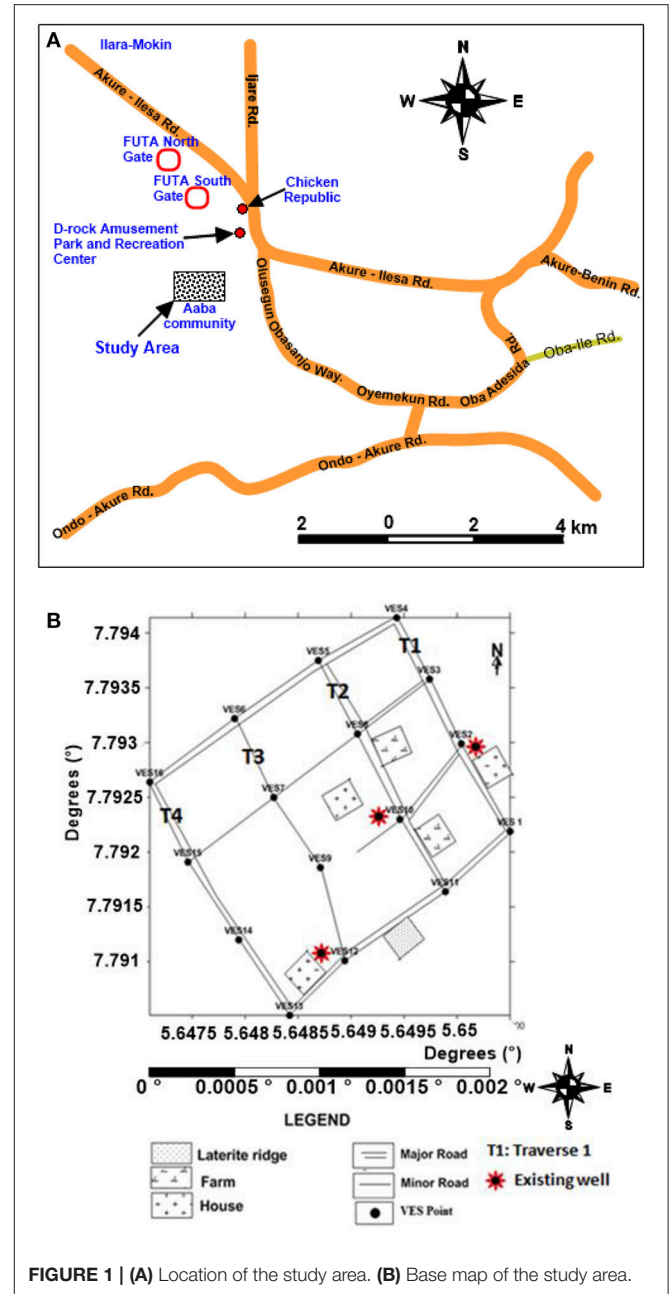 A
Ilara-Mokin
Akure - Ilesa Rd.
Ijare Rd.
N
W
E
S
FUTA North
Gate
FUTA South
Gate
Chicken
Republic
D-rock Amusement
Park and Recreation
Center
Akure - Ilesa Rd.
Akure-Benin Rd.
Aaba
community
Study Area
Olusegun Obasanjo Way.
Oba-Ile Rd.
Oyemekun Rd.
Oba Adesida Rd.
Ondo - Akure Rd.
Ondo - Akure Rd.
2 0 2 4 km
B
7.794
7.7935
7.793
7.7925
7.792
7.7915
7.791
Degrees (°)
VES4
T1
N
VES5
VES3
T2
VES6
VES8
VES2
T3
VES16
VES7
T4
VES10
VES 1
VES15
VES9
VES11
VES14
VES12
VES13
5.6475 5.648 5.6485 5.649 5.6495 5.65
Degrees (°)
0 ° 0.0005 ° 0.001 ° 0.0015 ° 0.002 °
N
W
E
S
LEGEND
Laterite ridge
Farm
House
Major Road
Minor Road
VES Point
T1: Traverse 1
Existing well
FIGURE 1 | (A) Location of the study area. (B) Base map of the study area.